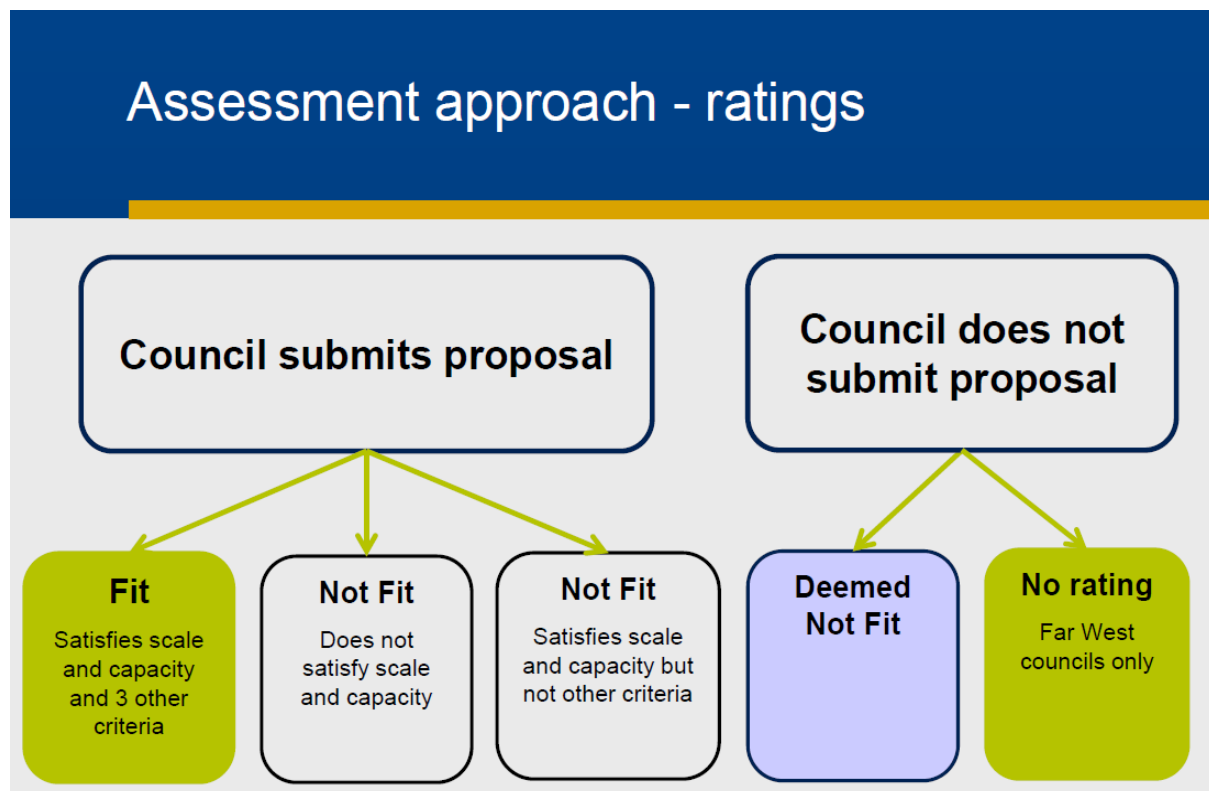 Assessment approach - ratings
Council submits proposal
Council does not
submit proposal
Fit
Satisfies scale
and capacity
and 3 other
criteria
Not Fit
Does not
satisfy scale
and capacity
Not Fit
Satisfies scale
and capacity but
not other criteria
Deemed
Not Fit
No rating
Far West
councils only